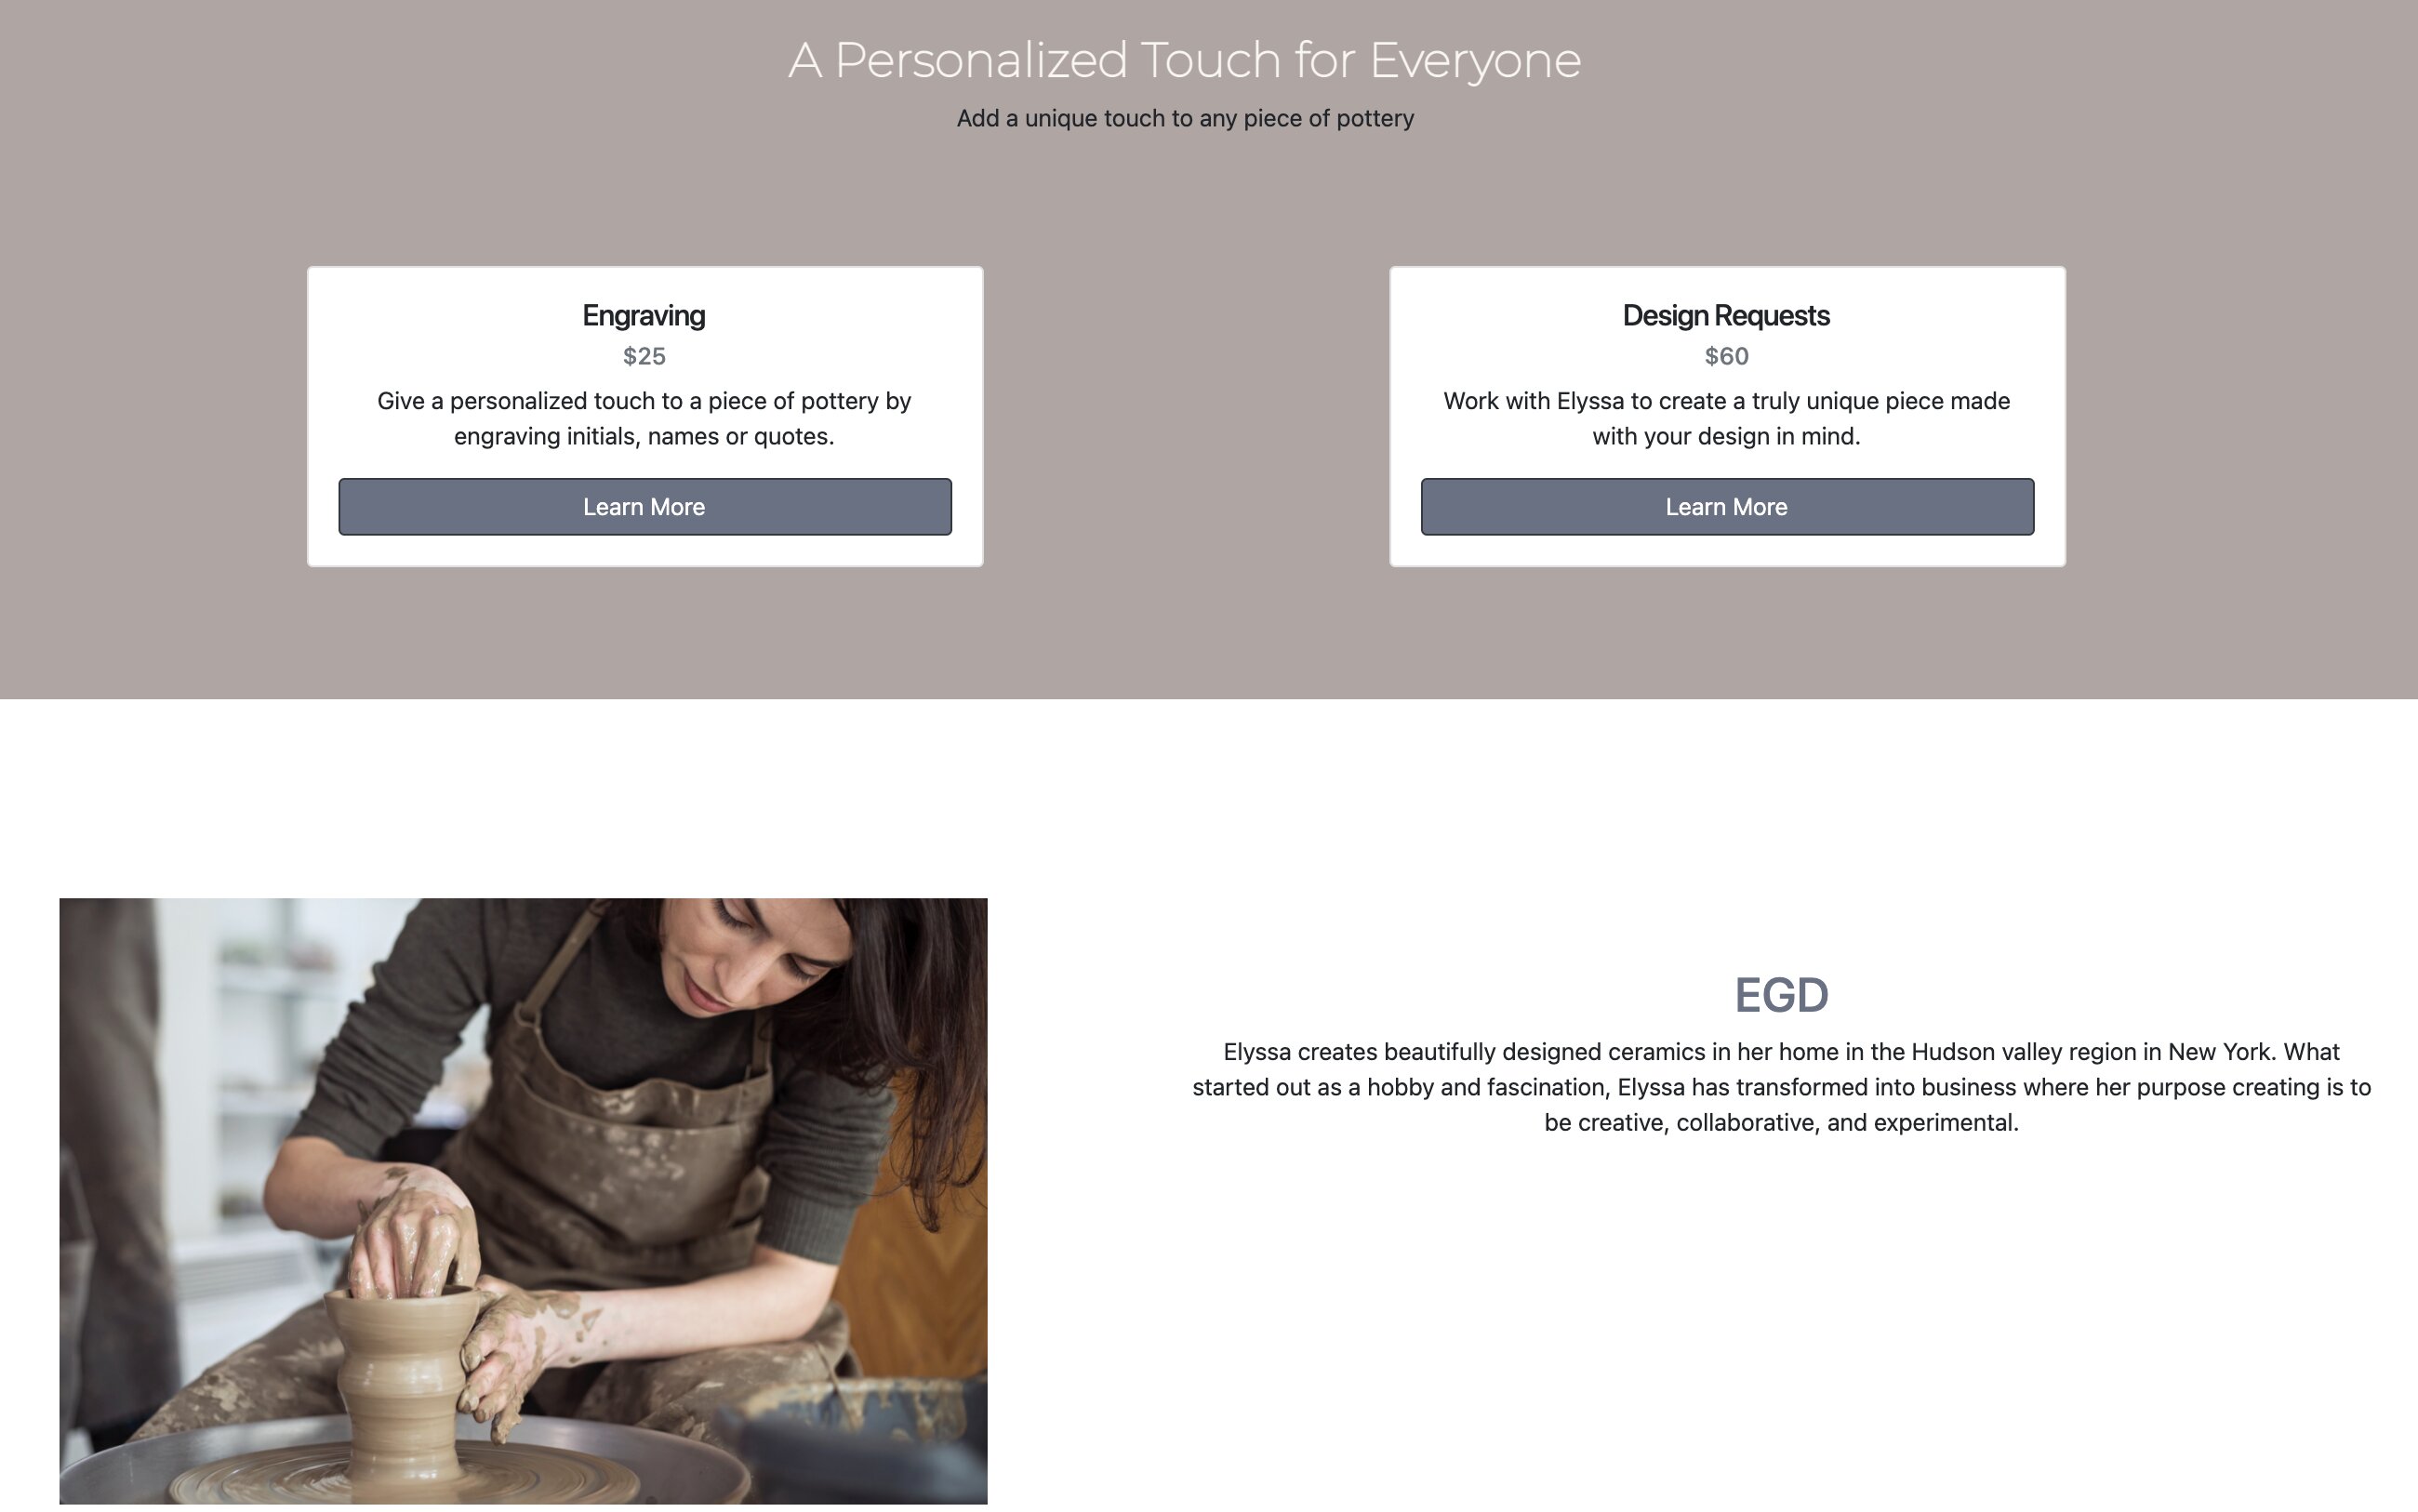 A Personalized Touch for Everyone
Add a unique touch to any piece of pottery
Engraving
$25
Give a personalized touch to a piece of pottery by
engraving initials, names or quotes.
Learn More
Design Requests
$60
Work with Elyssa to create a truly unique piece made
with your design in mind.
Learn More
EGD
Elyssa creates beautifully designed ceramics in her home in the Hudson valley region in New York. What
started out as a hobby and fascination, Elyssa has transformed into business where her purpose creating is to
be creative, collaborative, and experimental.